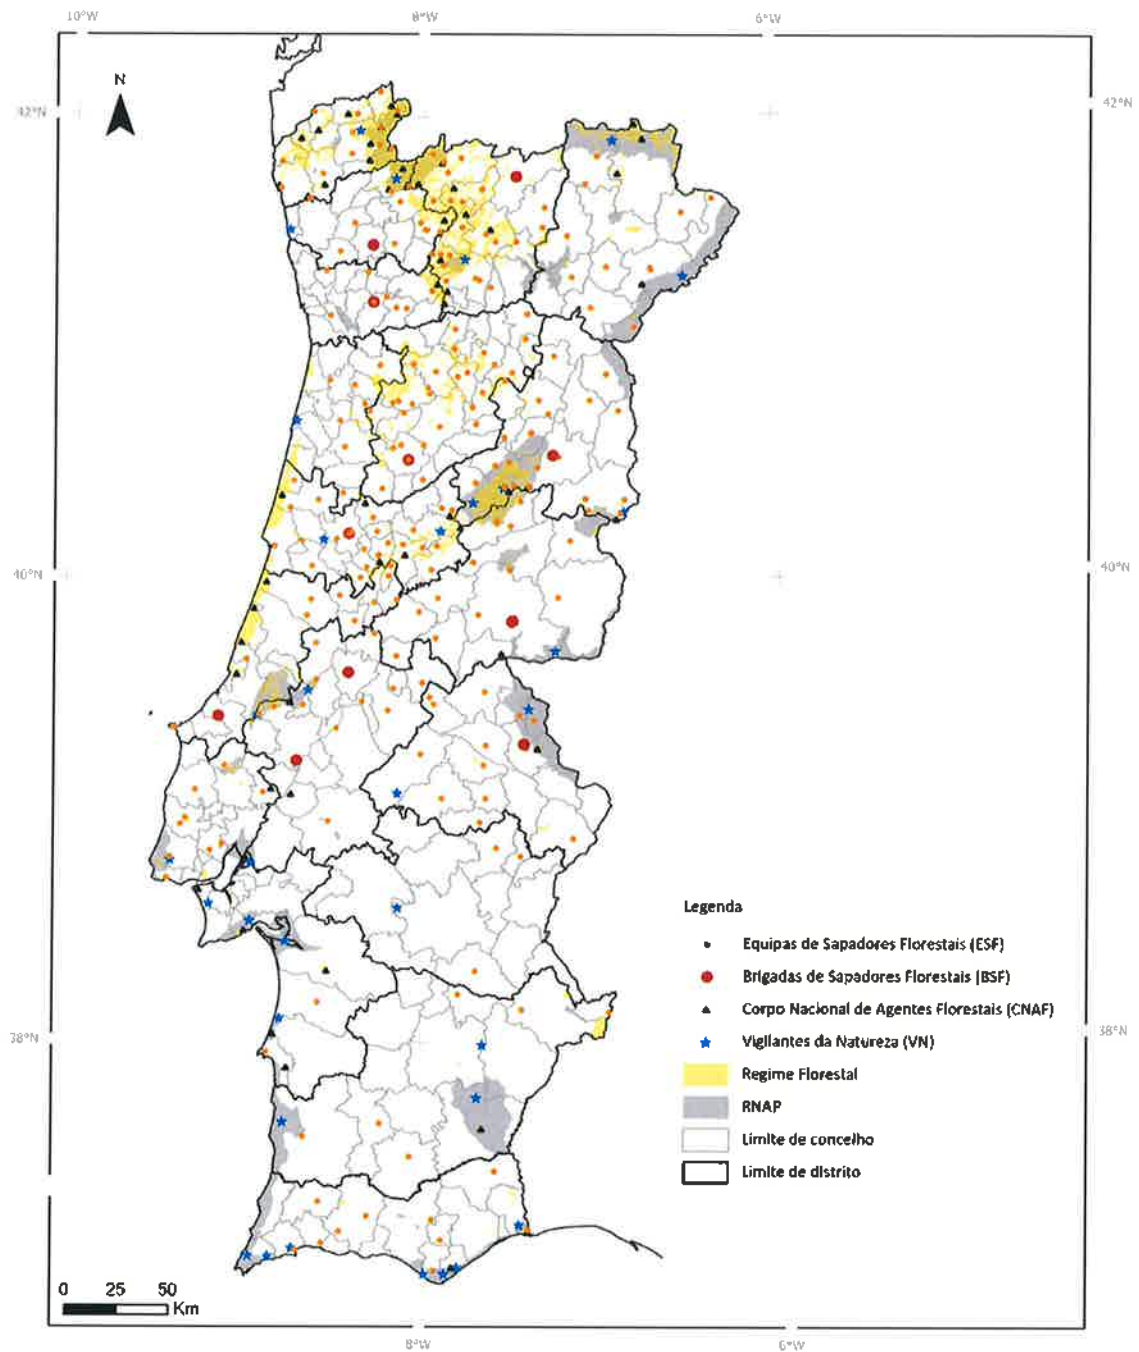 10°W 8°W 6°W
N
42°N 42°N
40°N 40°N
Legenda
Equipas de Sapadores Florestais (ESF)
Brigadas de Sapadores Florestais (BSF)
Corpo Nacional de Agentes Florestais (CNAF)
Vigilantes da Natureza (VN)
38°N 38°N
Regime Florestal
RNAP
Limite de concelho
Limite de distrito
0 25 50
Km
8°W 6°W